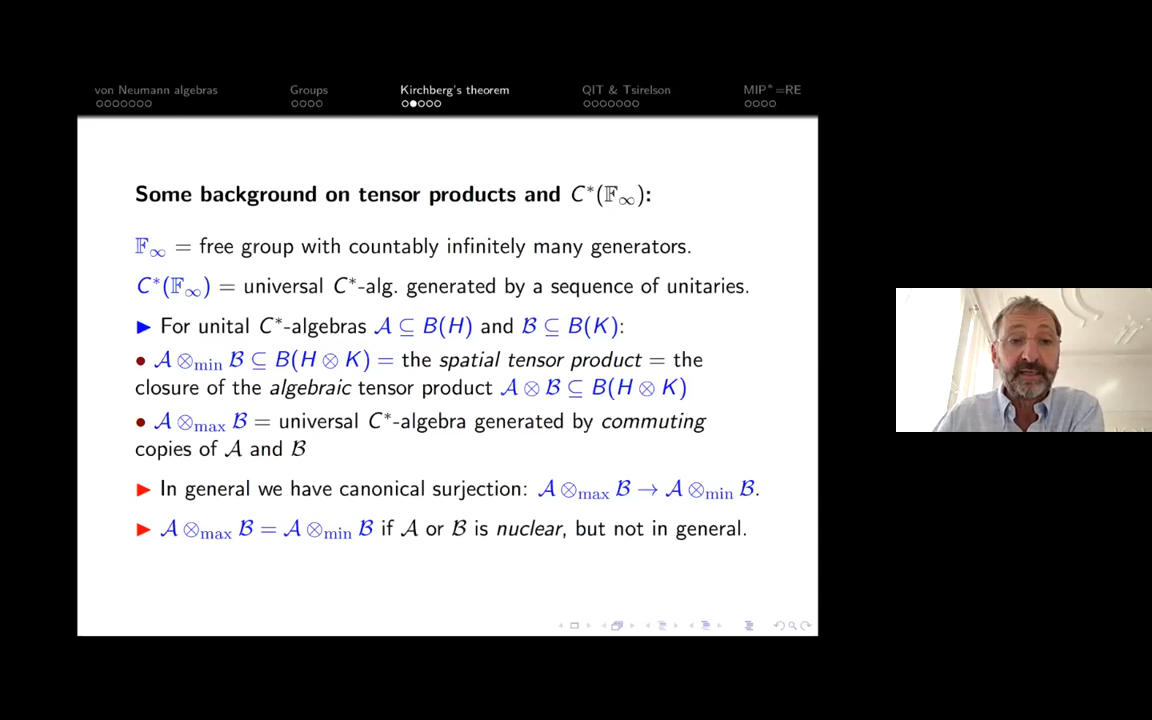 von Neumann algebras Groups Kirchberg's theorem QIT & Tsirelson MIP*=RE
Some background on tensor products and C*(𝔽∞):
𝔽∞ = free group with countably infinitely many generators.
C*(𝔽∞) = universal C*-alg. generated by a sequence of unitaries.
▶ For unital C*-algebras 𝒜 ⊆ B(H) and ℬ ⊆ B(K):
• 𝒜 ⊗min ℬ ⊆ B(H ⊗ K) = the spatial tensor product = the
closure of the algebraic tensor product 𝒜 ⊗ ℬ ⊆ B(H ⊗ K)
• 𝒜 ⊗max ℬ = universal C*-algebra generated by commuting
copies of 𝒜 and ℬ
▶ In general we have canonical surjection: 𝒜 ⊗max ℬ → 𝒜 ⊗min ℬ.
▶ 𝒜 ⊗max ℬ = 𝒜 ⊗min ℬ if 𝒜 or ℬ is nuclear, but not in general.